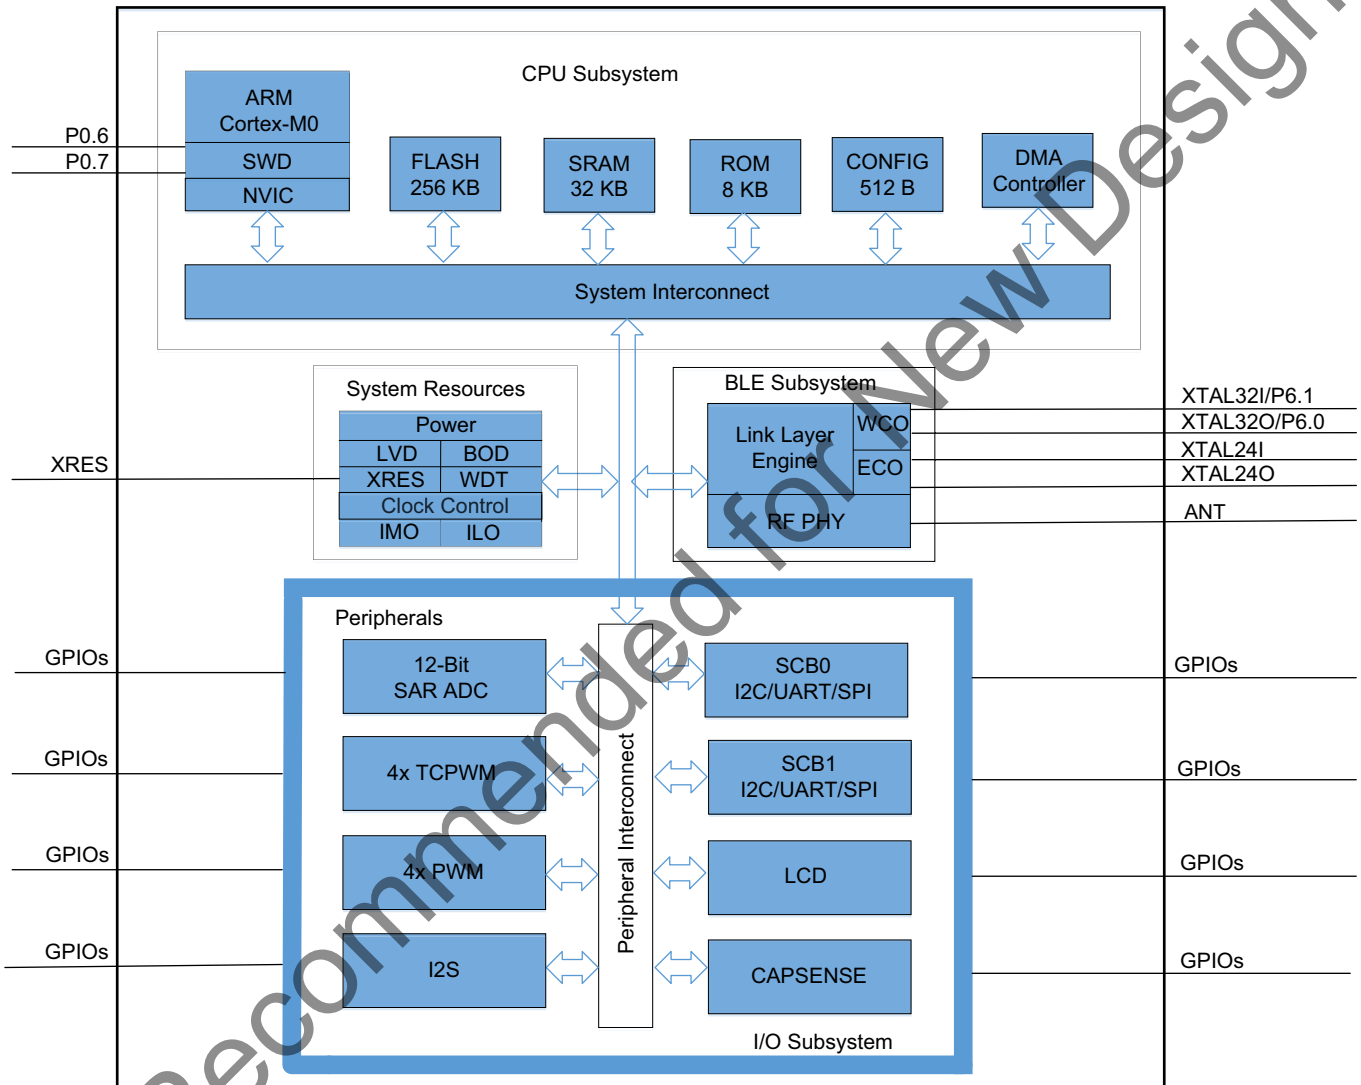 CPU Subsystem
ARM
Cortex-M0
SWD
NVIC
FLASH
256 KB
SRAM
32 KB
ROM
8 KB
CONFIG
512 B
DMA
Controller
P0.6
P0.7
System Interconnect
System Resources
Power
LVD
BOD
XRES
WDT
Clock Control
IMO
ILO
XRES
BLE Subsystem
Link Layer
Engine
WCO
ECO
RF PHY
XTAL32I/P6.1
XTAL32O/P6.0
XTAL24I
XTAL24O
ANT
Peripherals
GPIOs
12-Bit
SAR ADC
SCB0
I2C/UART/SPI
GPIOs
GPIOs
4x TCPWM
SCB1
I2C/UART/SPI
GPIOs
GPIOs
4x PWM
LCD
GPIOs
GPIOs
I2S
CAPSENSE
GPIOs
Peripheral Interconnect
I/O Subsystem
Recommended for New Design